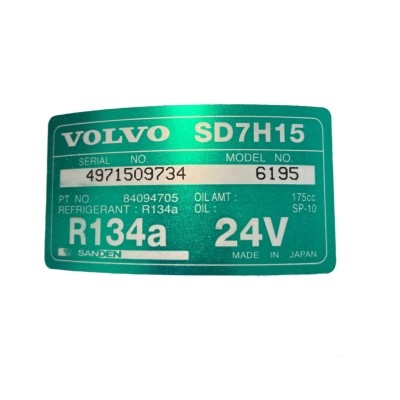 VOLVO SD7H15
SERIAL NO. MODEL NO.
4971509734 6195
PT NO. 84094705 OIL AMT : 175cc
REFRIGERANT : R134a OIL : SP-10
R134a 24V
SANDEN MADE IN JAPAN